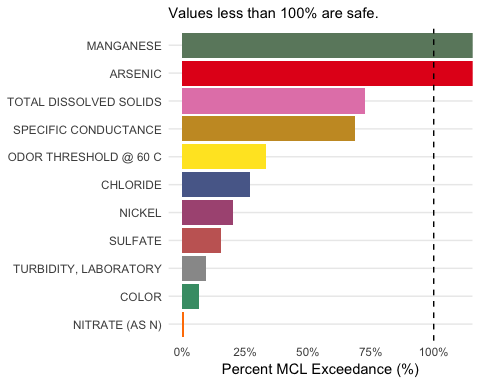 Values less than 100% are safe.
MANGANESE
ARSENIC
TOTAL DISSOLVED SOLIDS
SPECIFIC CONDUCTANCE
ODOR THRESHOLD @ 60 C
CHLORIDE
NICKEL
SULFATE
TURBIDITY, LABORATORY
COLOR
NITRATE (AS N)
0% 25% 50% 75% 100%
Percent MCL Exceedance (%)